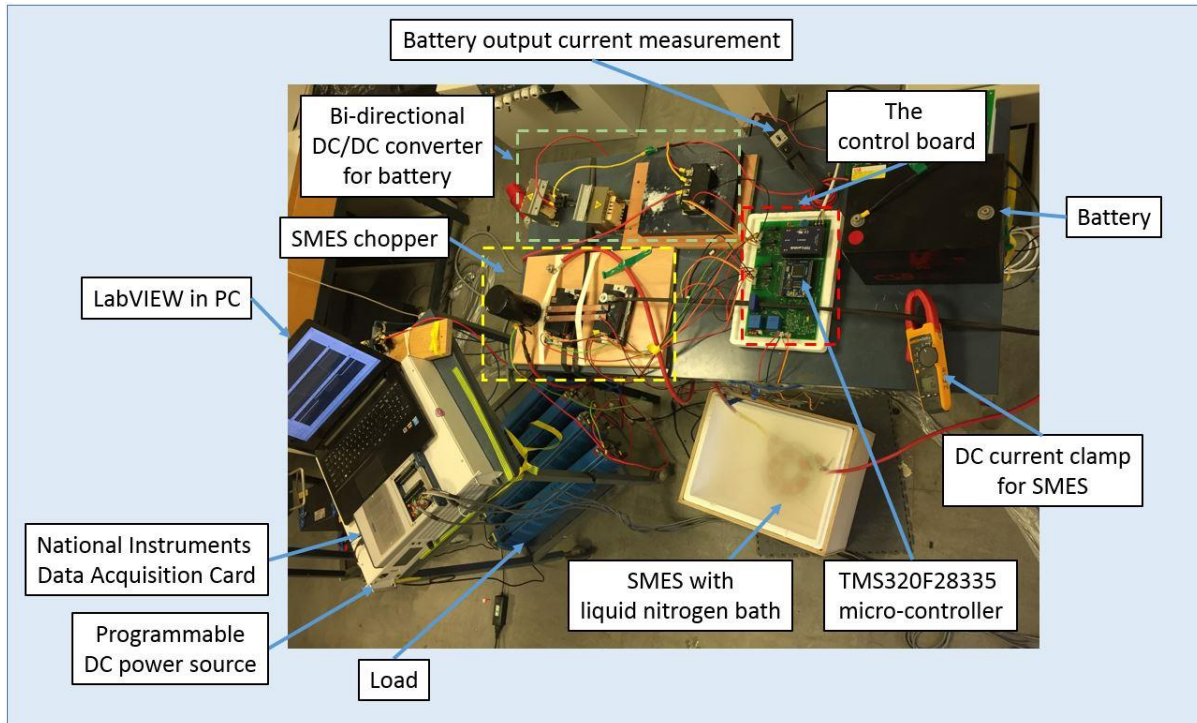 Battery output current measurement
Bi-directional
DC/DC converter
for battery
The
control board
SMES chopper
Battery
LabVIEW in PC
DC current clamp
for SMES
National Instruments
Data Acquisition Card
SMES with
liquid nitrogen bath
TMS320F28335
micro-controller
Programmable
DC power source
Load